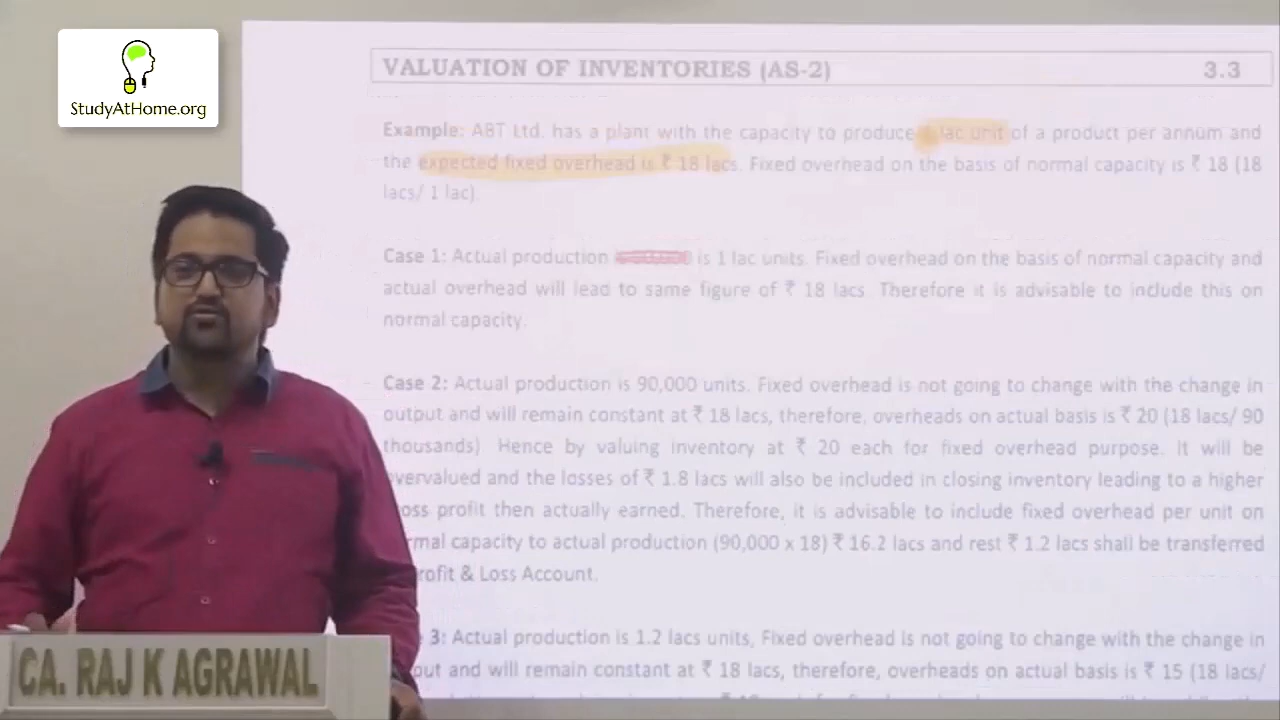 StudyAtHome.org
VALUATION OF INVENTORIES (AS-2) 3.3
Example: ABT Ltd. has a plant with the capacity to produce lac unit of a product per annum and
the expected fixed overhead is ₹ 18 lacs. Fixed overhead on the basis of normal capacity is ₹ 18 (18
lacs/ 1 lac)
Case 1: Actual production is 1 lac units. Fixed overhead on the basis of normal capacity and
actual overhead will lead to same figure of ₹ 18 lacs. Therefore it is advisable to include this on
normal capacity.
Case 2: Actual production is 90,000 units. Fixed overhead is not going to change with the change in
output and will remain constant at ₹ 18 lacs, therefore, overheads on actual basis is ₹ 20 (18 lacs/ 90
thousands) Hence by valuing inventory at ₹ 20 each for fixed overhead purpose. It will be
overvalued and the losses of ₹ 1.8 lacs will also be included in closing inventory leading to a higher
oss profit then actually earned. Therefore, it is advisable to include fixed overhead per unit on
rmal capacity to actual production (90,000 x 18) ₹ 16.2 lacs and rest ₹ 1.2 lacs shall be transferred
rofit & Loss Account.
3: Actual production is 1.2 lacs units, Fixed overhead is not going to change with the change in
put and will remain constant at ₹ 18 lacs, therefore, overheads on actual basis is ₹ 15 (18 lacs/
CA. RAJ K AGRAWAL